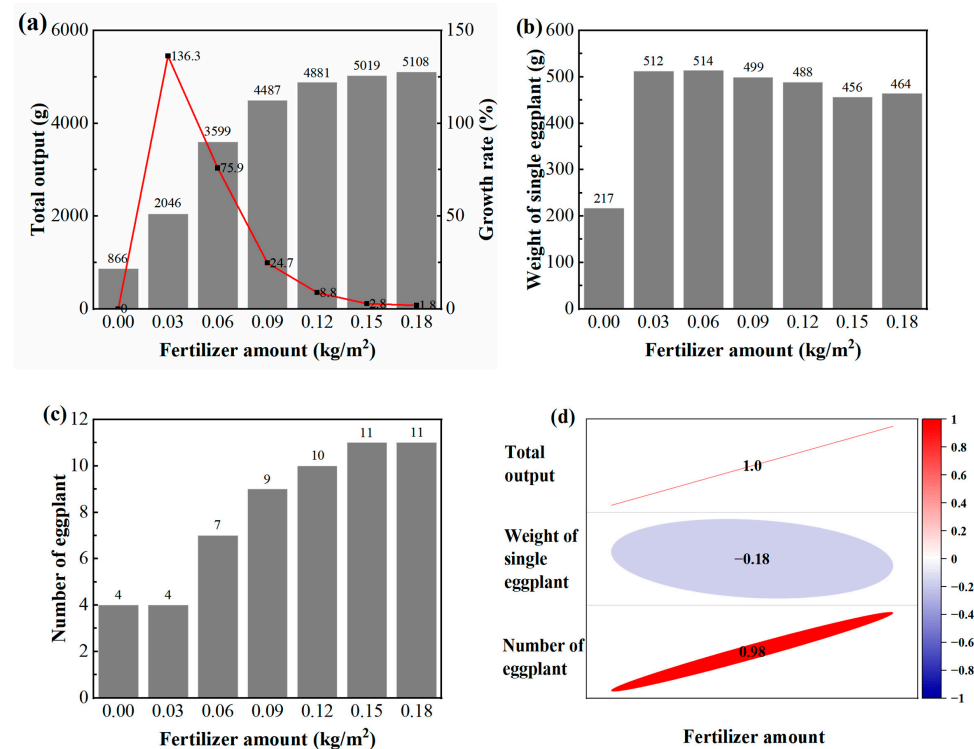 (a)
6000
4000
2000
0
Total output (g)
866
2046
3599
4487
4881
5019
5108
0
136.3
75.9
24.7
8.8
2.8
1.8
150
100
50
0
Growth rate (%)
0.00 0.03 0.06 0.09 0.12 0.15 0.18
Fertilizer amount (kg/m²)
(b)
600
500
400
300
200
100
0
Weight of single eggplant (g)
217
512
514
499
488
456
464
0.00 0.03 0.06 0.09 0.12 0.15 0.18
Fertilizer amount (kg/m²)
(c)
12
10
8
6
4
2
0
Number of eggplant
4
4
7
9
10
11
11
0.00 0.03 0.06 0.09 0.12 0.15 0.18
Fertilizer amount (kg/m²)
(d)
Total
output
1.0
Weight of
single
eggplant
−0.18
Number of
eggplant
0.98
Fertilizer amount
1
0.8
0.6
0.4
0.2
0
−0.2
−0.4
−0.6
−0.8
−1